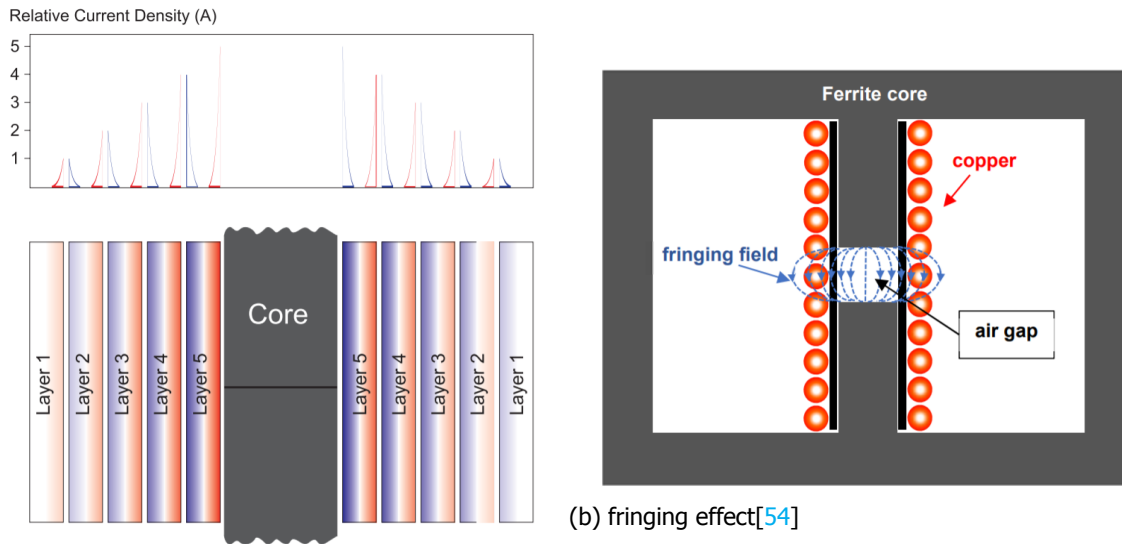 Relative Current Density (A)
5
4
3
2
1
Core
Layer 1
Layer 2
Layer 3
Layer 4
Layer 5
Layer 5
Layer 4
Layer 3
Layer 2
Layer 1
Ferrite core
copper
fringing field
air gap
(b) fringing effect[54]